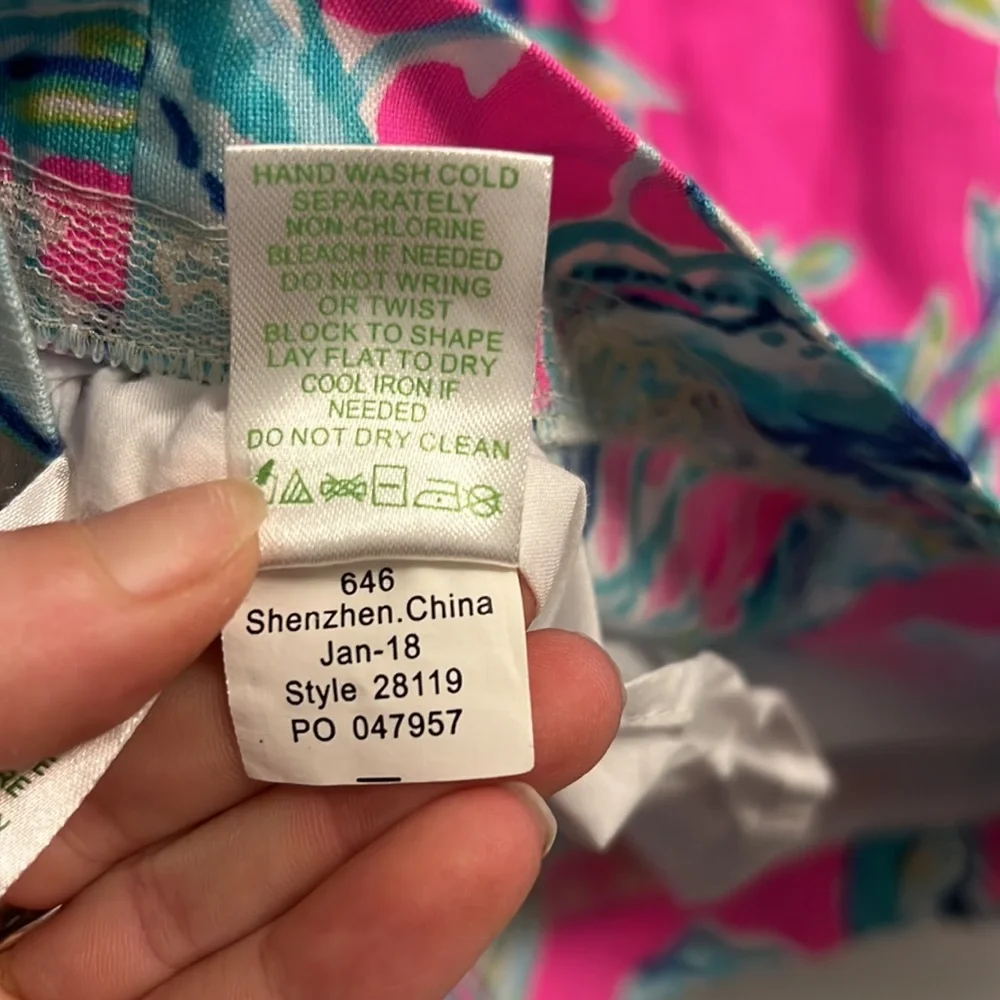 HAND WASH COLD
SEPARATELY
NON-CHLORINE
BLEACH IF NEEDED
DO NOT WRING
OR TWIST
BLOCK TO SHAPE
LAY FLAT TO DRY
COOL IRON IF
NEEDED
DO NOT DRY CLEAN
646
Shenzhen.China
Jan-18
Style 28119
PO 047957